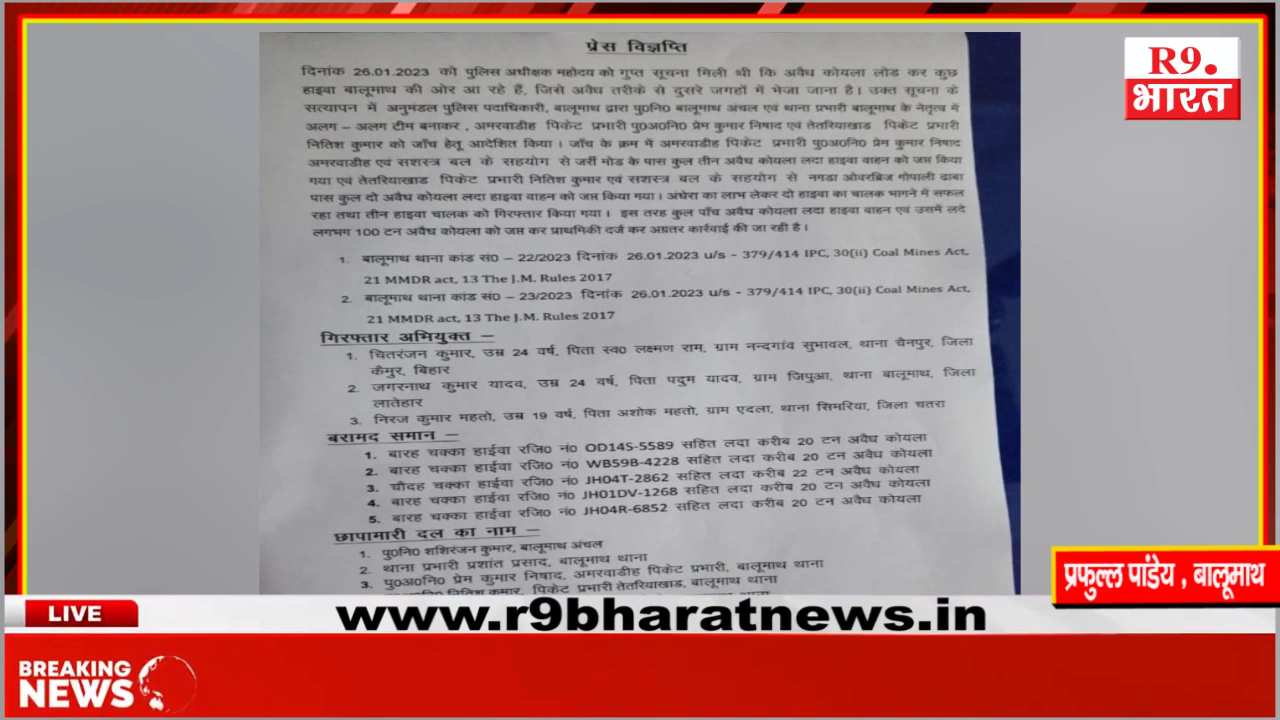 R9.
भारत
प्रेस विज्ञप्ति
दिनांक 26.01.2023 को पुलिस अधीक्षक महोदय को गुप्त सूचना मिली थी कि अवैध कोयला लोड कर कुछ
हाइवा बालूमाथ की ओर आ रहे हैं, जिसे अवैध तरीके से दुसरे जगहों में भेजा जाना है। उक्त सूचना के
सत्यापन में अनुमंडल पुलिस पदाधिकारी, बालूमाथ द्वारा पु0नि0 बालूमाथ अंचल एवं थाना प्रभारी बालूमाथ के नेतृत्व में
अलग – अलग टीम बनाकर , अमरवाडीह पिकेट प्रभारी पु0अ0नि0 प्रेम कुमार निषाद एवं तेतरियाखाड पिकेट प्रभारी
नितिश कुमार को जाँच हेतू आदेशित किया। जाँच के क्रम में अमरवाडीह पिकेट प्रभारी पु0अ0नि0 प्रेम कुमार निषाद
अमरवाडीह एवं सशस्त्र बल के सहयोग से जर्री मोड के पास कुल तीन अवैध कोयला लदा हाइवा वाहन को जप्त किया
गया एवं तेतरियाखाड पिकेट प्रभारी नितिश कुमार एवं सशस्त्र बल के सहयोग से नगडा ओवरब्रिज गोपाली ढाबा
पास कुल दो अवैध कोयला लदा हाइवा वाहन को जप्त किया गया। अंधेरा का लाभ लेकर दो हाइवा का चालक भागने में सफल
रहा तथा तीन हाइवा चालक को गिरफ्तार किया गया। इस तरह कुल पाँच अवैध कोयला लदा हाइवा वाहन एवं उसमें लदे
लगभग 100 टन अवैध कोयला को जप्त कर प्राथमिकी दर्ज कर अग्रतर कार्रवाई की जा रही है।
1. बालूमाथ थाना कांड सं0 – 22/2023 दिनांक 26.01.2023 u/s - 379/414 IPC, 30(ii) Coal Mines Act,
21 MMDR act, 13 The J.M. Rules 2017
2. बालूमाथ थाना कांड सं0 – 23/2023 दिनांक 26.01.2023 u/s - 379/414 IPC, 30(ii) Coal Mines Act,
21 MMDR act, 13 The J.M. Rules 2017
गिरफ्तार अभियुक्त –
1. चितरंजन कुमार, उम्र 24 वर्ष, पिता स्व0 लक्ष्मण राम, ग्राम नन्दगांव सुभावल, थाना चैनपुर, जिला
कैमुर, बिहार
2. जगरनाथ कुमार यादव, उम्र 24 वर्ष, पिता पदुम यादव, ग्राम जिपुआ, थाना बालूमाथ, जिला
लातेहार
3. निरज कुमार महतो, उम्र 19 वर्ष, पिता अशोक महतो, ग्राम एदला, थाना सिमरिया, जिला चतरा
बरामद समान –
1. बारह चक्का हाईवा रजि0 नं0 OD14S-5589 सहित लदा करीब 20 टन अवैध कोयला
2. बारह चक्का हाईवा रजि0 नं0 WB59B-4228 सहित लदा करीब 20 टन अवैध कोयला
3. चौदह चक्का हाईवा रजि0 नं0 JH04T-2862 सहित लदा करीब 22 टन अवैध कोयला
4. बारह चक्का हाईवा रजि0 नं0 JH01DV-1268 सहित लदा करीब 20 टन अवैध कोयला
5. बारह चक्का हाईवा रजि0 नं0 JH04R-6852 सहित लदा करीब 20 टन अवैध कोयला
छापामारी दल का नाम –
1. पु0नि0 शशिरंजन कुमार, बालूमाथ अंचल
2. थाना प्रभारी प्रशांत प्रसाद, बालूमाथ थाना
3. पु0अ0नि0 प्रेम कुमार निषाद, अमरवाडीह पिकेट प्रभारी, बालूमाथ थाना
नितिश कुमार, पिकेट प्रभारी तेतरियाखाड, बालूमाथ थाना
प्रफुल्ल पांडेय , बालूमाथ
LIVE
www.r9bharatnews.in
BREAKING
NEWS